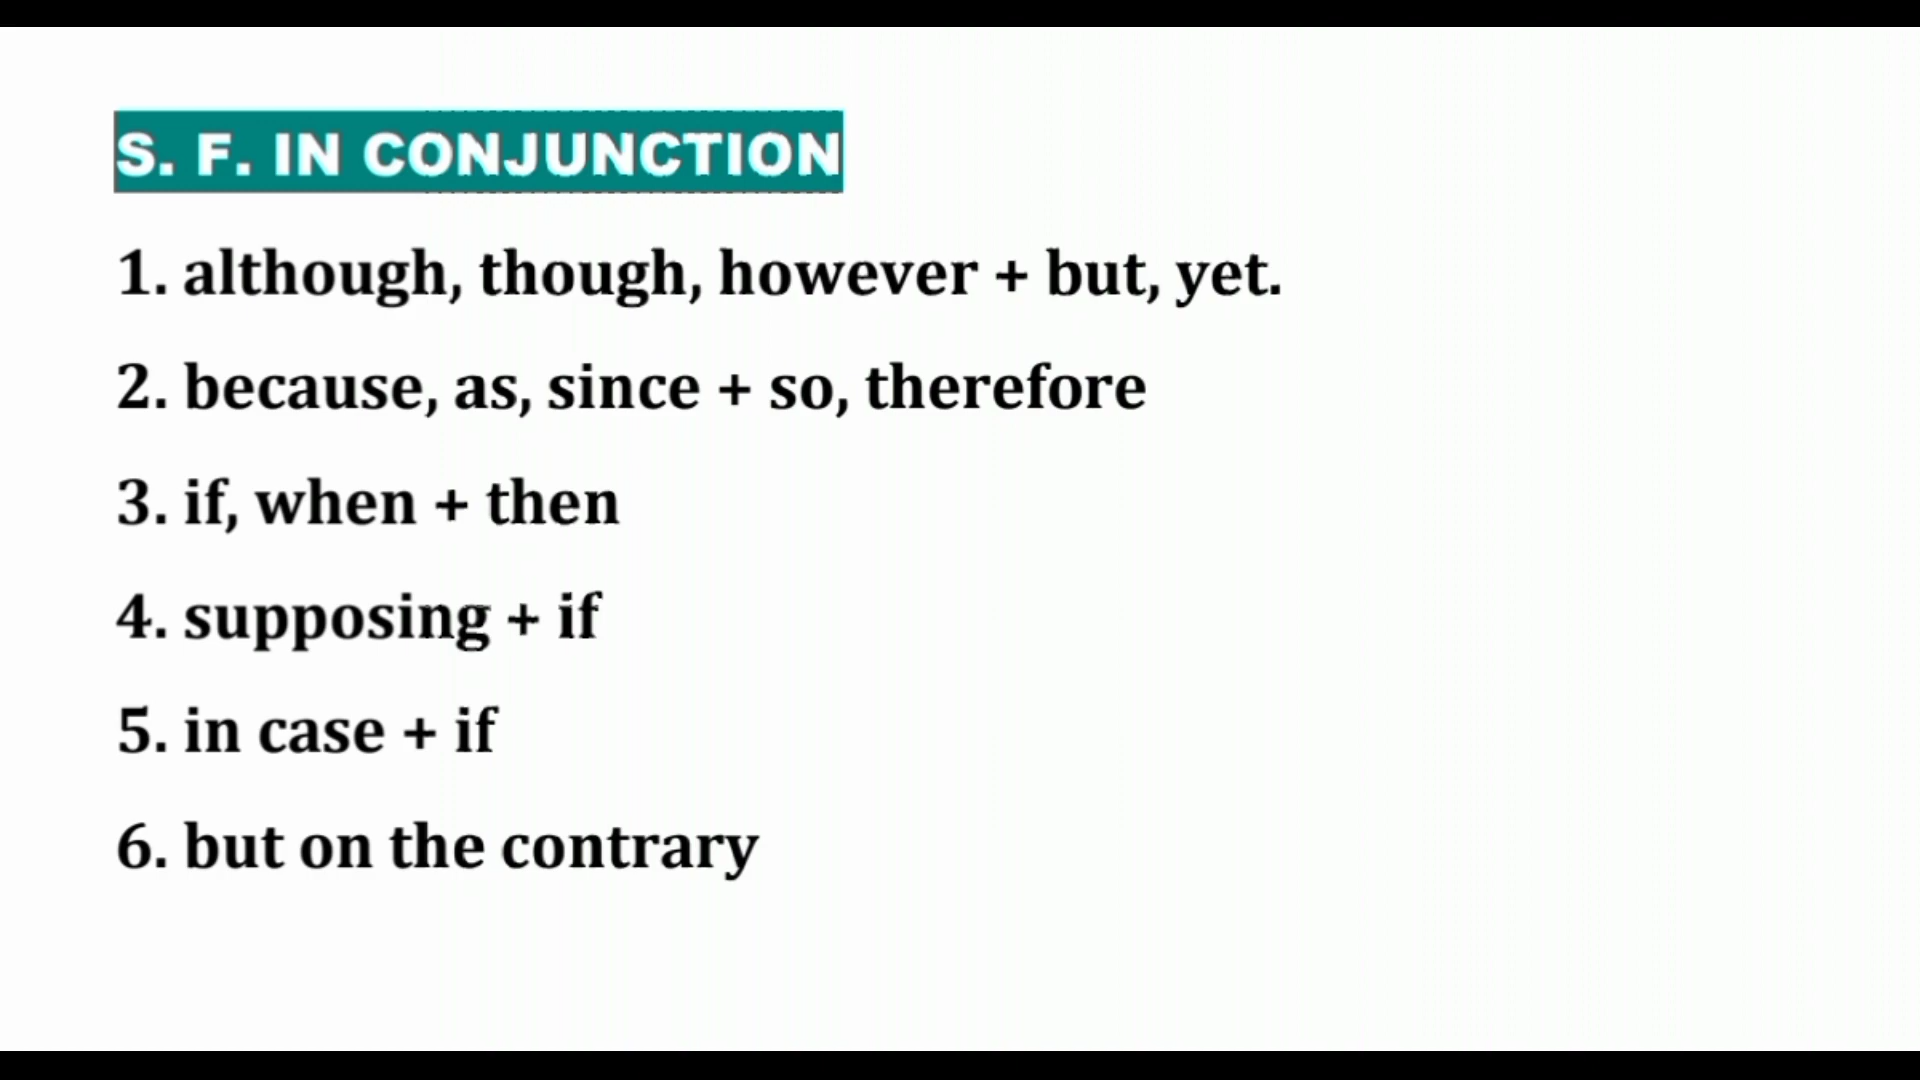 S. F. IN CONJUNCTION
1. although, though, however + but, yet.
2. because, as, since + so, therefore
3. if, when + then
4. supposing + if
5. in case + if
6. but on the contrary